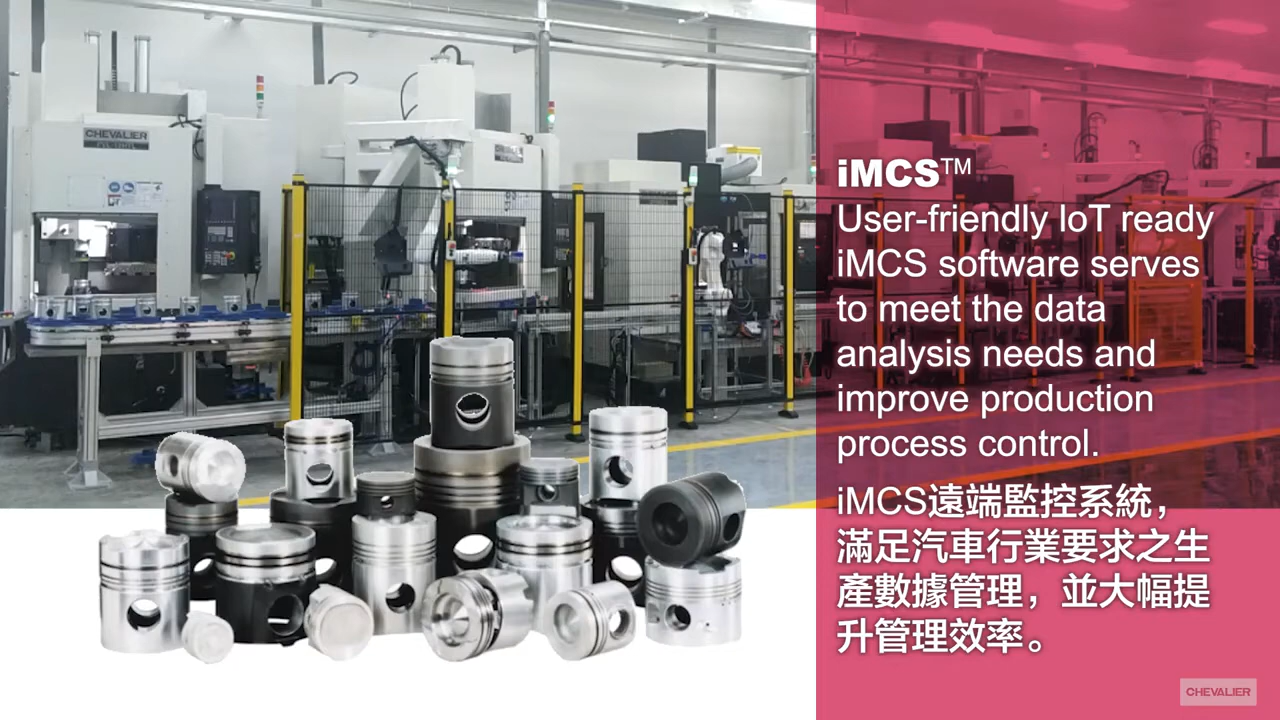 CHEVALIER
iMCS™
User-friendly IoT ready
iMCS software serves
to meet the data
analysis needs and
improve production
process control.
iMCS遠端監控系統，
滿足汽車行業要求之生
產數據管理，並大幅提
升管理效率。
CHEVALIER